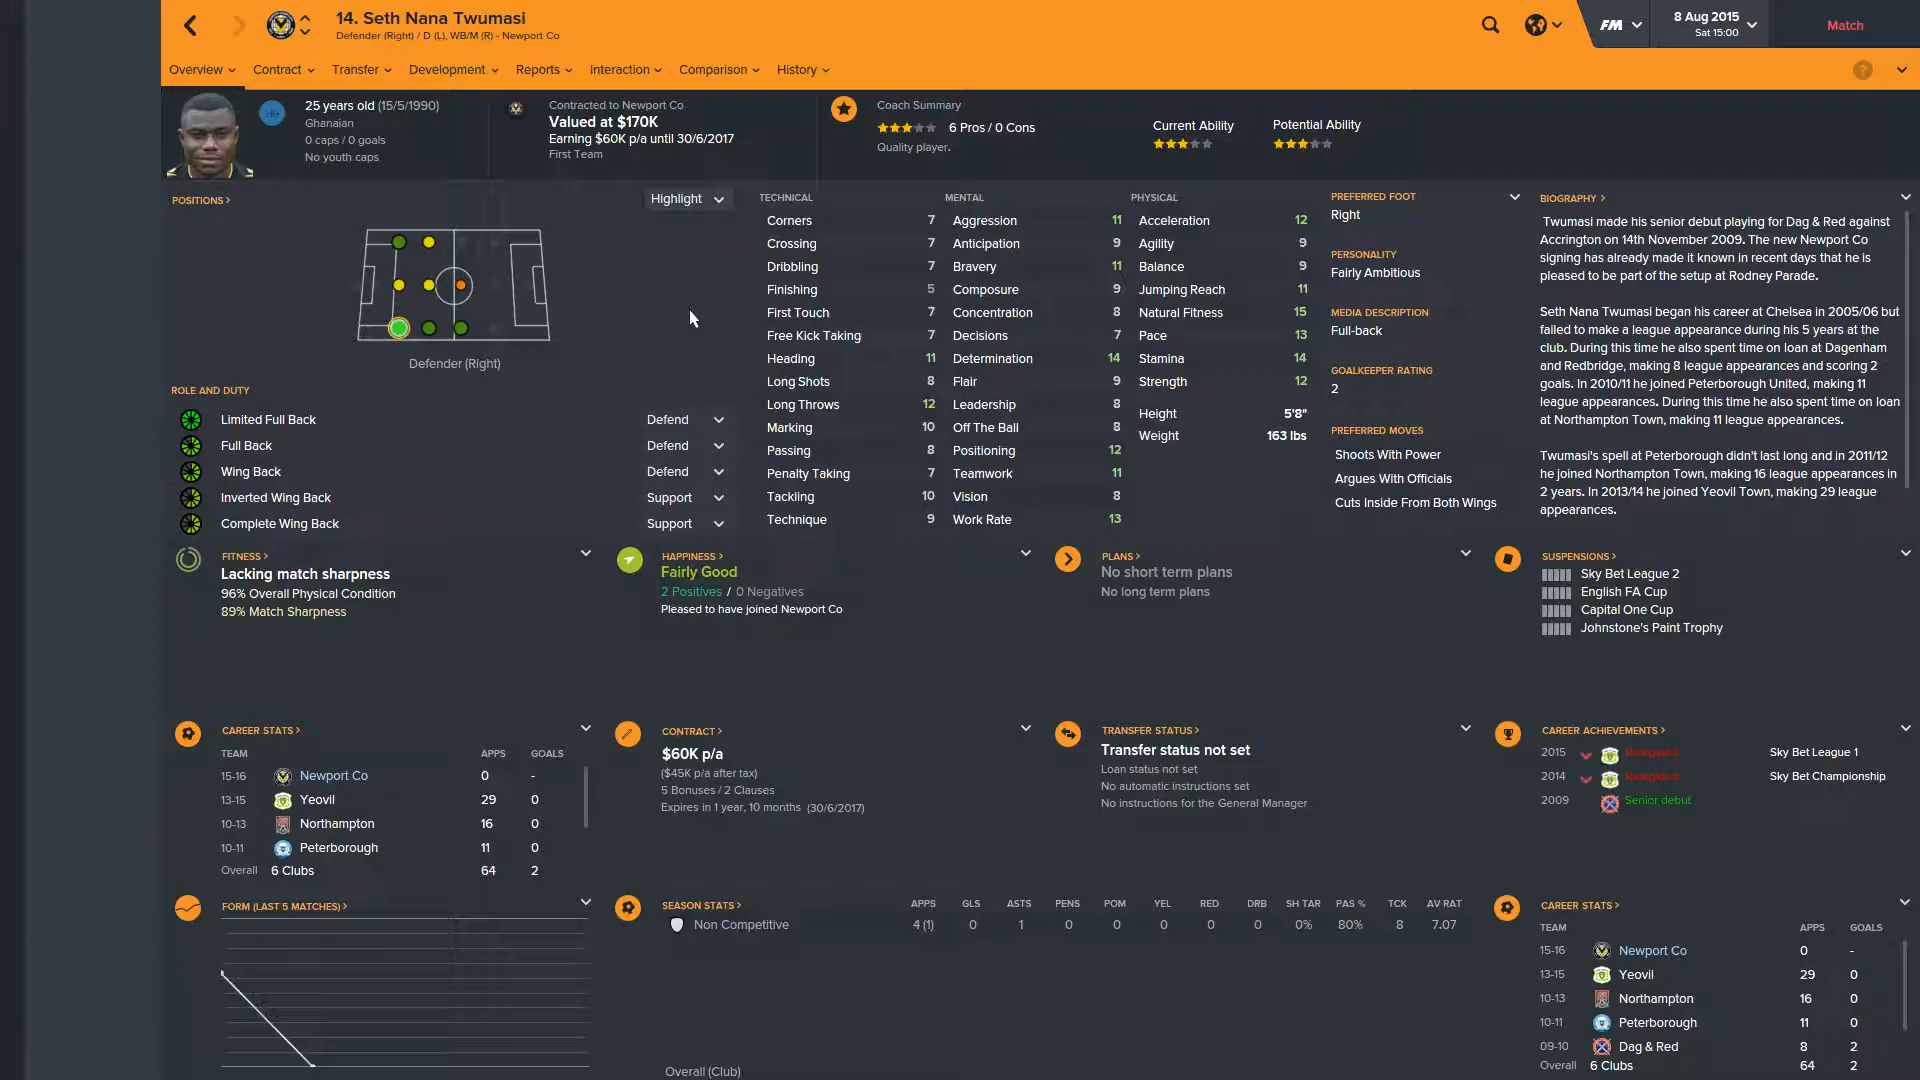 14. Seth Nana Twumasi
Defender (Right) / D (L), WB/M (R) - Newport Co
FM
8 Aug 2015
Sat 15:00
Match
Overview
Contract
Transfer
Development
Reports
Interaction
Comparison
History
?
HG
25 years old (15/5/1990)
Ghanaian
0 caps / 0 goals
No youth caps
Contracted to Newport Co
Valued at $170K
Earning $60K p/a until 30/6/2017
First Team
Coach Summary
6 Pros / 0 Cons
Quality player.
Current Ability
Potential Ability
POSITIONS >
Highlight
Defender (Right)
ROLE AND DUTY
Limited Full Back Defend
Full Back Defend
Wing Back Defend
Inverted Wing Back Support
Complete Wing Back Support
TECHNICAL
Corners 7
Crossing 7
Dribbling 7
Finishing 5
First Touch 7
Free Kick Taking 7
Heading 11
Long Shots 8
Long Throws 12
Marking 10
Passing 8
Penalty Taking 7
Tackling 10
Technique 9
MENTAL
Aggression 11
Anticipation 9
Bravery 11
Composure 9
Concentration 8
Decisions 7
Determination 14
Flair 9
Leadership 8
Off The Ball 8
Positioning 12
Teamwork 11
Vision 8
Work Rate 13
PHYSICAL
Acceleration 12
Agility 9
Balance 9
Jumping Reach 11
Natural Fitness 15
Pace 13
Stamina 14
Strength 12
Height 5'8"
Weight 163 lbs
PREFERRED FOOT
Right
PERSONALITY
Fairly Ambitious
MEDIA DESCRIPTION
Full-back
GOALKEEPER RATING
2
PREFERRED MOVES
Shoots With Power
Argues With Officials
Cuts Inside From Both Wings
BIOGRAPHY >
Twumasi made his senior debut playing for Dag & Red against
Accrington on 14th November 2009. The new Newport Co
signing has already made it known in recent days that he is
pleased to be part of the setup at Rodney Parade.
Seth Nana Twumasi began his career at Chelsea in 2005/06 but
failed to make a league appearance during his 5 years at the
club. During this time he also spent time on loan at Dagenham
and Redbridge, making 8 league appearances and scoring 2
goals. In 2010/11 he joined Peterborough United, making 11
league appearances. During this time he also spent time on loan
at Northampton Town, making 11 league appearances.
Twumasi's spell at Peterborough didn't last long and in 2011/12
he joined Northampton Town, making 16 league appearances in
2 years. In 2013/14 he joined Yeovil Town, making 29 league
appearances.
FITNESS >
Lacking match sharpness
96% Overall Physical Condition
89% Match Sharpness
HAPPINESS >
Fairly Good
2 Positives / 0 Negatives
Pleased to have joined Newport Co
PLANS >
No short term plans
No long term plans
SUSPENSIONS >
Sky Bet League 2
English FA Cup
Capital One Cup
Johnstone's Paint Trophy
CAREER STATS >
TEAM APPS GOALS
15-16 Newport Co 0 -
13-15 Yeovil 29 0
10-13 Northampton 16 0
10-11 Peterborough 11 0
Overall 6 Clubs 64 2
CONTRACT >
$60K p/a
($45K p/a after tax)
5 Bonuses / 2 Clauses
Expires in 1 year, 10 months (30/6/2017)
TRANSFER STATUS >
Transfer status not set
Loan status not set
No automatic instructions set
No instructions for the General Manager
CAREER ACHIEVEMENTS >
2015 Relegated Sky Bet League 1
2014 Relegated Sky Bet Championship
2009 Senior debut
FORM (LAST 5 MATCHES) >
SEASON STATS >
APPS GLS ASTS PENS POM YEL RED DRB SH TAR PAS % TCK AV RAT
Non Competitive 4 (1) 0 1 0 0 0 0 0 0% 80% 8 7.07
Overall (Club)
CAREER STATS >
TEAM APPS GOALS
15-16 Newport Co 0 -
13-15 Yeovil 29 0
10-13 Northampton 16 0
10-11 Peterborough 11 0
09-10 Dag & Red 8 2
Overall 6 Clubs 64 2